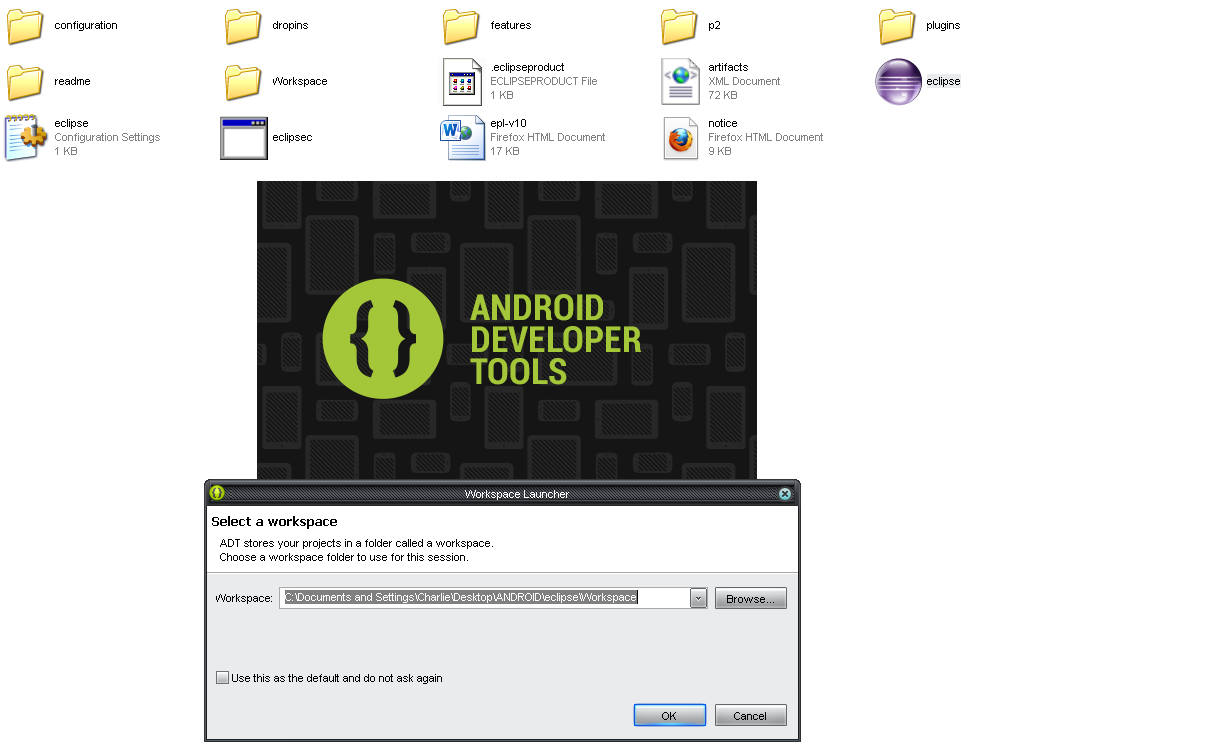 configuration
dropins
features
p2
plugins
readme
Workspace
.eclipseproduct
ECLIPSEPRODUCT File
1 KB
artifacts
XML Document
72 KB
eclipse
eclipse
Configuration Settings
1 KB
eclipsec
epl-v10
Firefox HTML Document
17 KB
notice
Firefox HTML Document
9 KB
ANDROID
DEVELOPER
TOOLS
Workspace Launcher
Select a workspace
ADT stores your projects in a folder called a workspace.
Choose a workspace folder to use for this session.
Workspace: C:\Documents and Settings\Charlie\Desktop\ANDROID\eclipse\Workspace Browse...
Use this as the default and do not ask again
OK Cancel